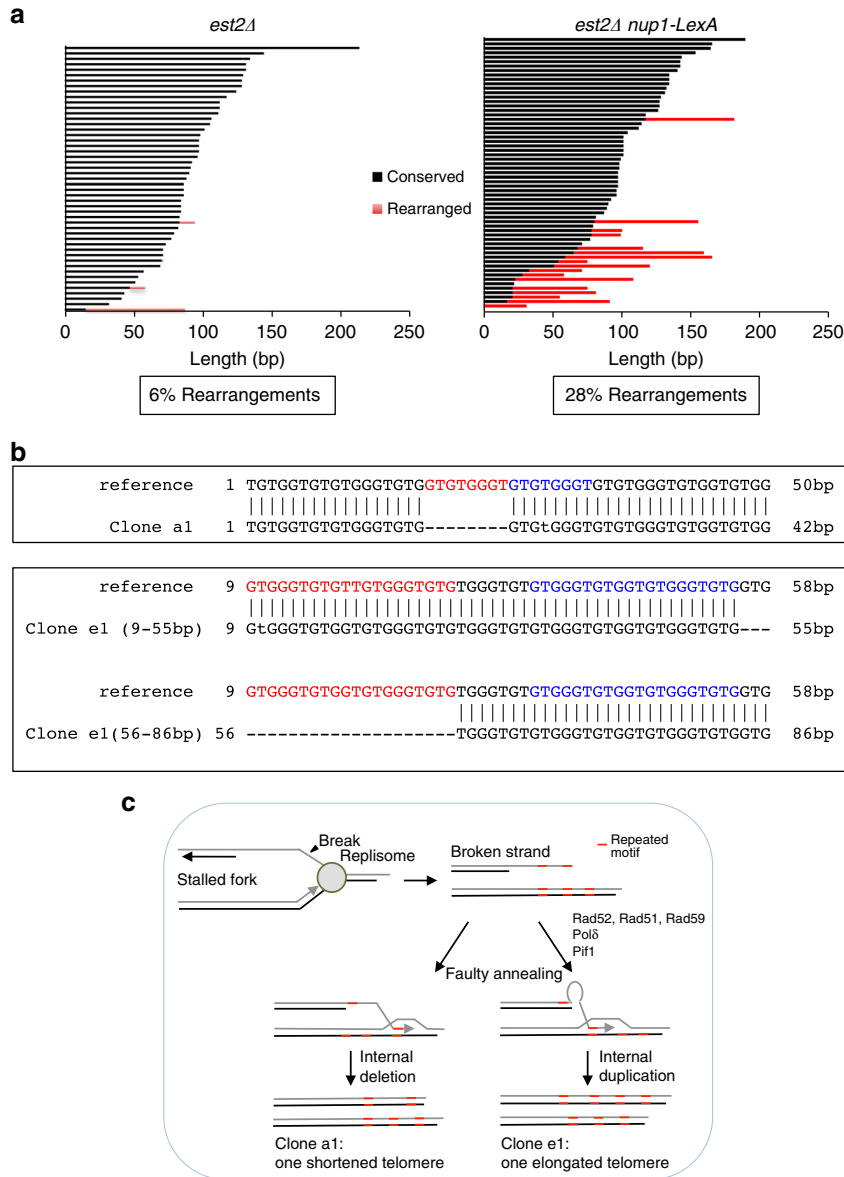 a
est2Δ
est2Δ nup1-LexA
Conserved
Rearranged
0 50 100 150 200 250
0 50 100 150 200 250
Length (bp)
Length (bp)
6% Rearrangements
28% Rearrangements
b
reference 1 TGTGGTGTGTGGGTGTGGTGTGGGTGTGTGGGTGTGTGGGTGTGGTGTGG 50bp
Clone a1 1 TGTGGTGTGTGGGTGTG--------GTGtGGGTGTGTGGGTGTGGTGTGG 42bp
reference 9 GTGGGTGTGTTGTGGGTGTGTGGGTGTGTGGGTGTGGTGTGGGTGTGGTG 58bp
Clone e1 (9-55bp) 9 GtGGGTGTGGTGTGGGTGTGTGGGTGTGTGGGTGTGGTGTGGGTGTG--- 55bp
reference 9 GTGGGTGTGGTGTGGGTGTGTGGGTGTGTGGGTGTGGTGTGGGTGTGGTG 58bp
Clone e1(56-86bp) 56 --------------------TGGGTGTGTGGGTGTGGTGTGGGTGTGGTG 86bp
c
Break
Replisome
Stalled fork
Broken strand
Repeated
motif
Rad52, Rad51, Rad59
Polδ
Pif1
Faulty annealing
Internal
deletion
Internal
duplication
Clone a1:
one shortened telomere
Clone e1:
one elongated telomere